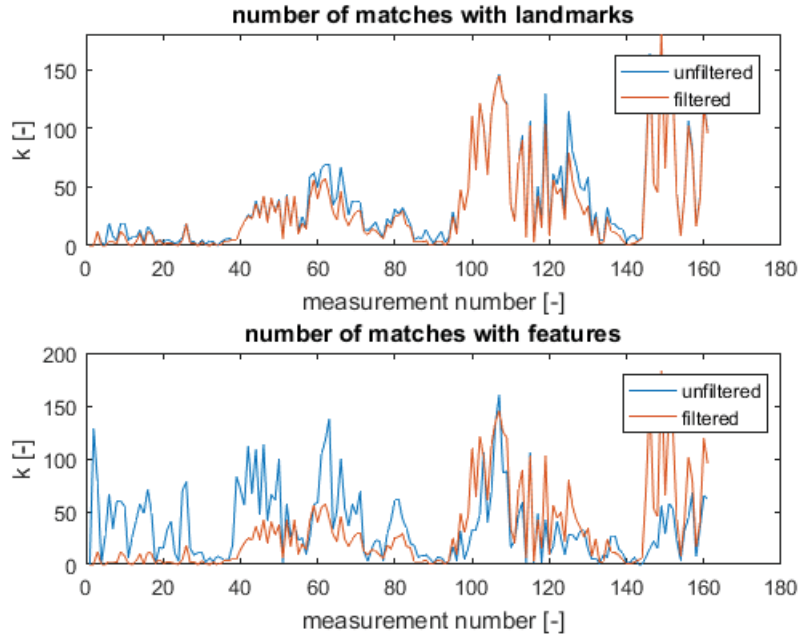 number of matches with landmarks
150
100
50
0
k [-]
unfiltered
filtered
0 20 40 60 80 100 120 140 160 180
measurement number [-]
number of matches with features
200
150
100
50
0
k [-]
unfiltered
filtered
0 20 40 60 80 100 120 140 160 180
measurement number [-]